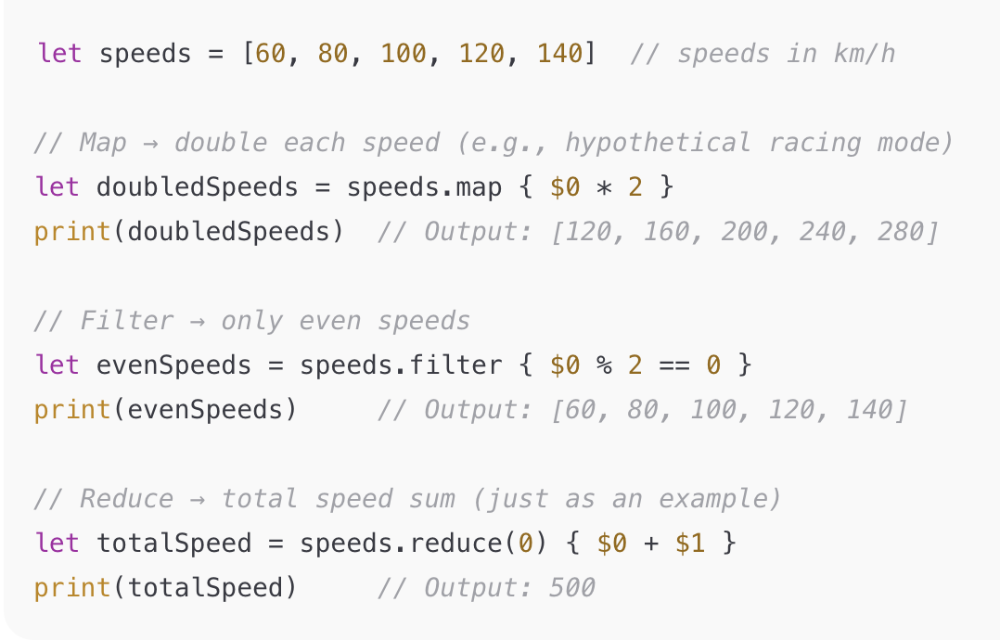 let speeds = [60, 80, 100, 120, 140]  // speeds in km/h
// Map → double each speed (e.g., hypothetical racing mode)
let doubledSpeeds = speeds.map { $0 * 2 }
print(doubledSpeeds)  // Output: [120, 160, 200, 240, 280]
// Filter → only even speeds
let evenSpeeds = speeds.filter { $0 % 2 == 0 }
print(evenSpeeds)     // Output: [60, 80, 100, 120, 140]
// Reduce → total speed sum (just as an example)
let totalSpeed = speeds.reduce(0) { $0 + $1 }
print(totalSpeed)     // Output: 500